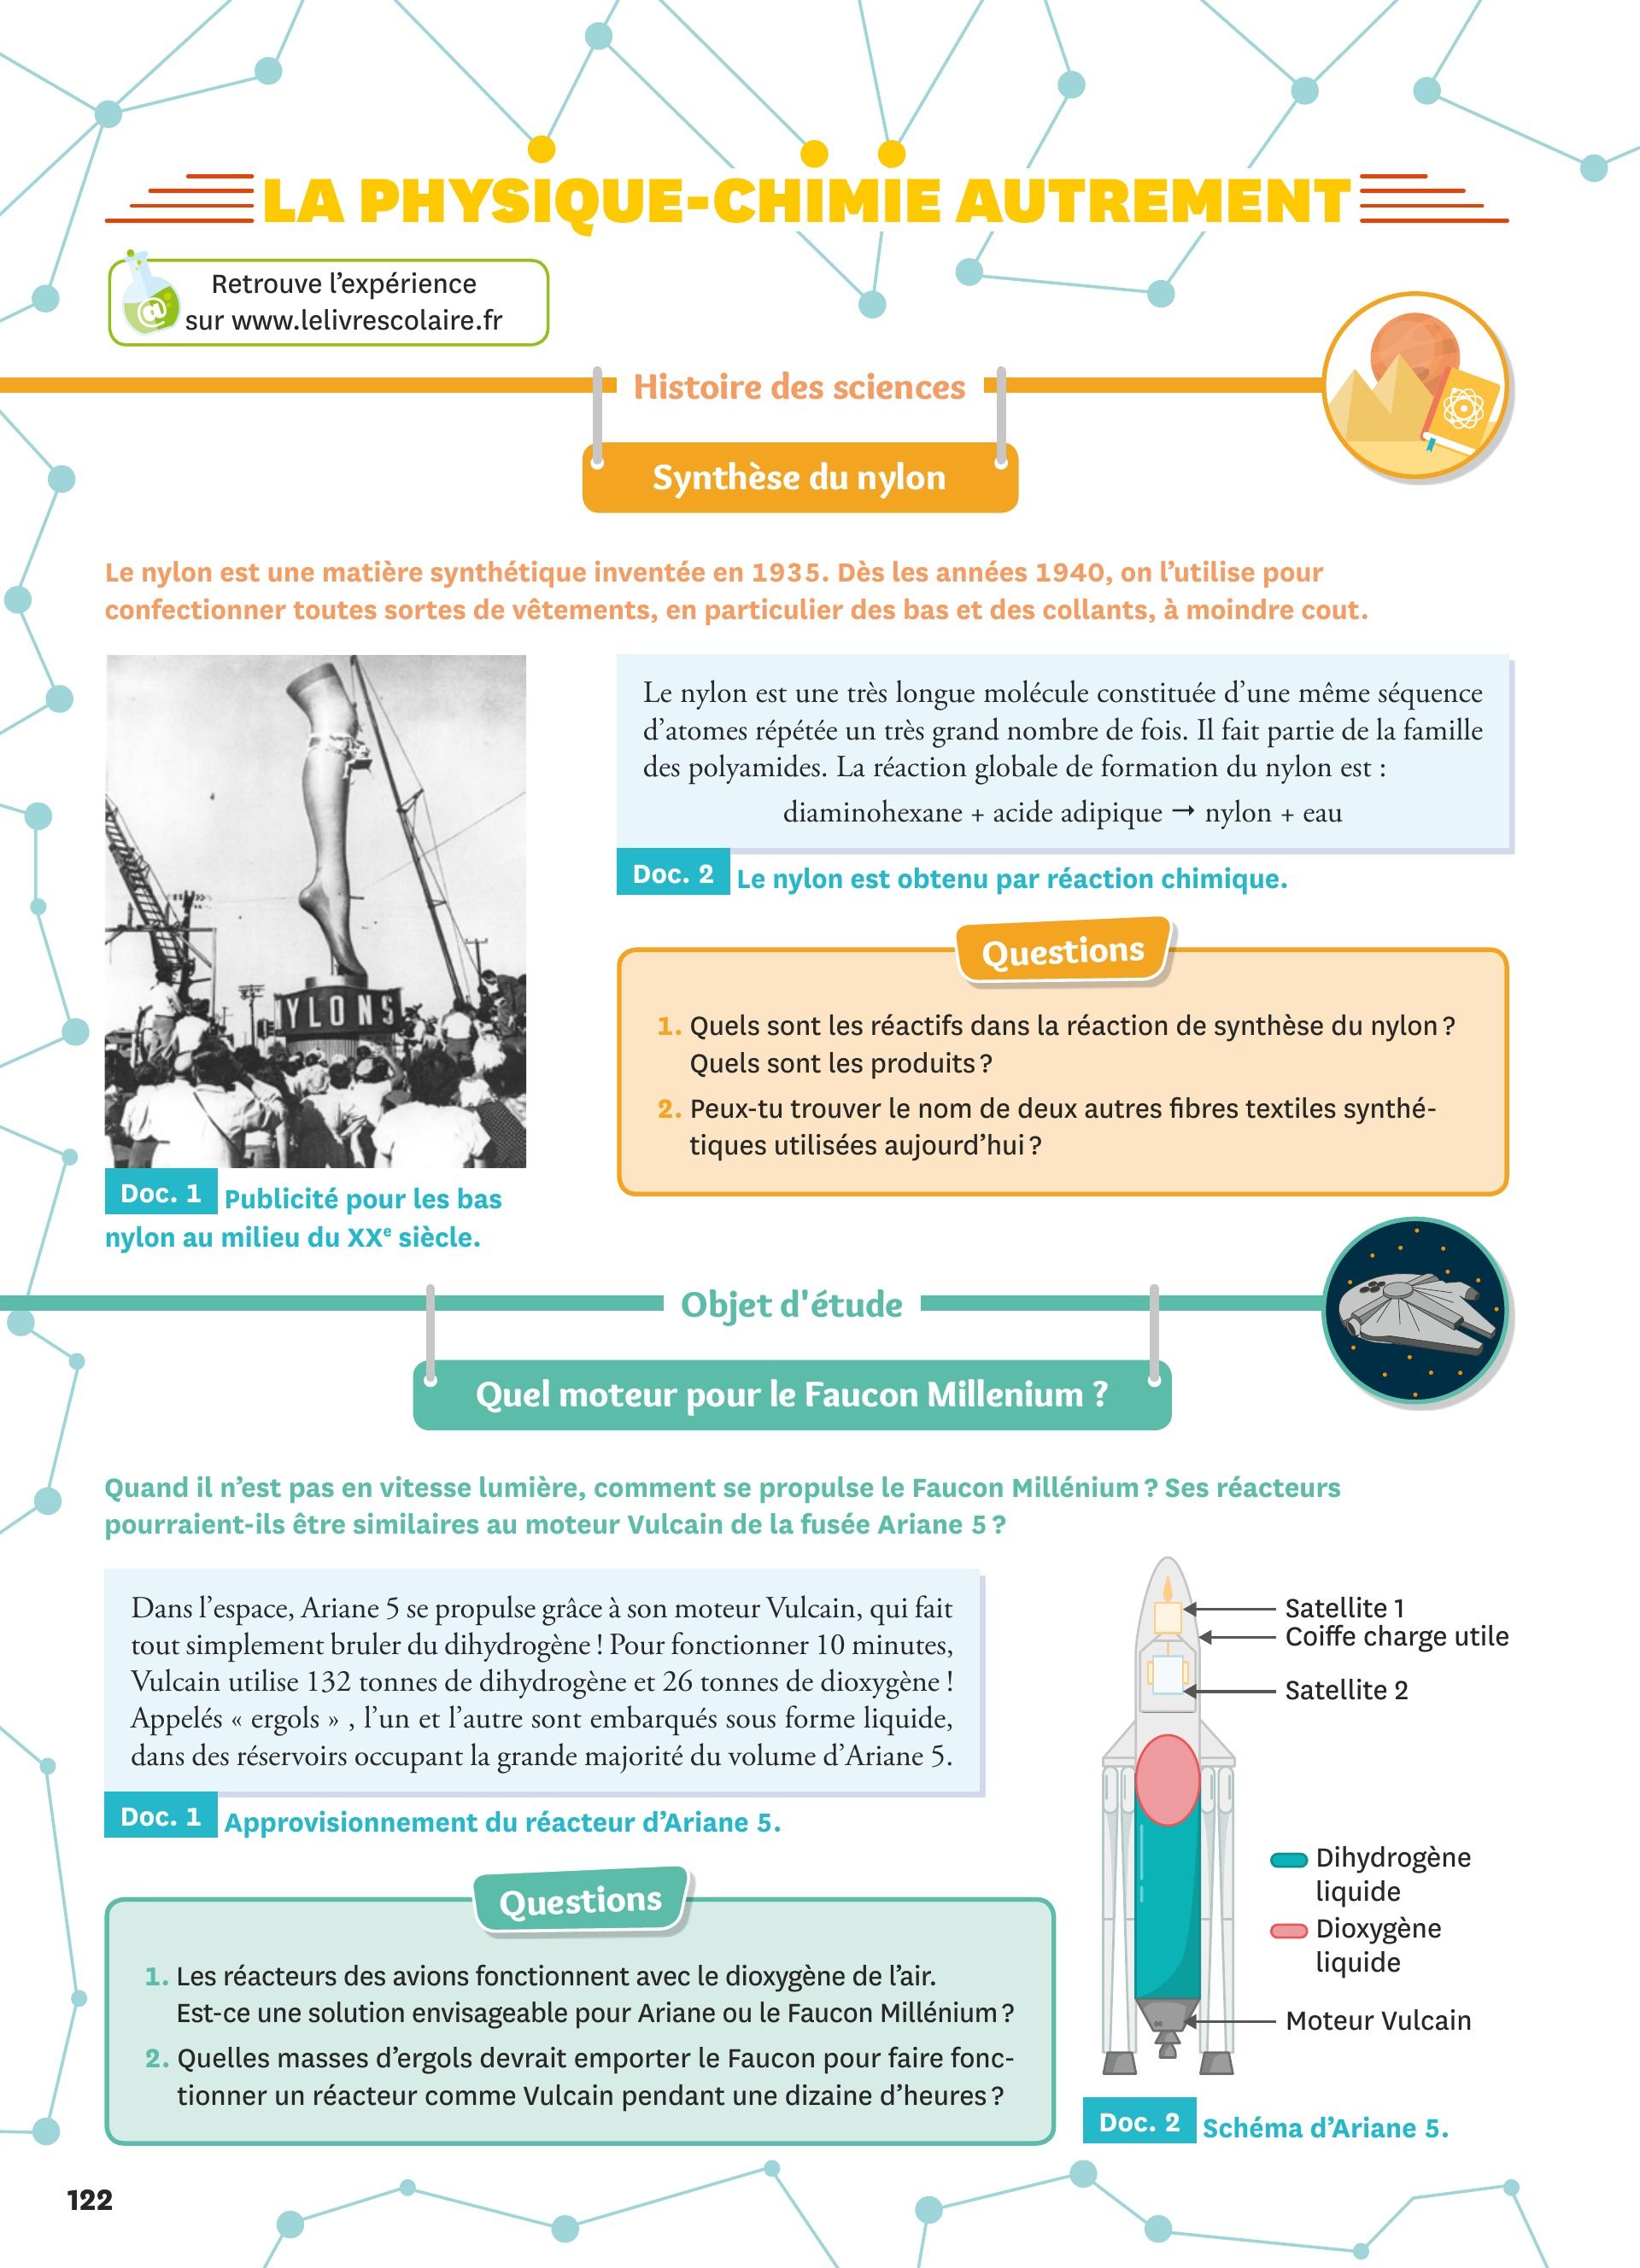 LA PHYSIQUE-CHIMIE AUTREMENT
Retrouve l’expérience
sur www.lelivrescolaire.fr
@
Histoire des sciences
Synthèse du nylon
Le nylon est une matière synthétique inventée en 1935. Dès les années 1940, on l’utilise pour
confectionner toutes sortes de vêtements, en particulier des bas et des collants, à moindre cout.
YLONS
Doc. 1 Publicité pour les bas
nylon au milieu du XXe siècle.
Le nylon est une très longue molécule constituée d’une même séquence
d’atomes répétée un très grand nombre de fois. Il fait partie de la famille
des polyamides. La réaction globale de formation du nylon est :
diaminohexane + acide adipique → nylon + eau
Doc. 2 Le nylon est obtenu par réaction chimique.
Questions
1. Quels sont les réactifs dans la réaction de synthèse du nylon ?
Quels sont les produits ?
2. Peux-tu trouver le nom de deux autres fibres textiles synthé-
tiques utilisées aujourd’hui ?
Objet d'étude
Quel moteur pour le Faucon Millenium ?
Quand il n’est pas en vitesse lumière, comment se propulse le Faucon Millénium ? Ses réacteurs
pourraient-ils être similaires au moteur Vulcain de la fusée Ariane 5 ?
Dans l’espace, Ariane 5 se propulse grâce à son moteur Vulcain, qui fait
tout simplement bruler du dihydrogène ! Pour fonctionner 10 minutes,
Vulcain utilise 132 tonnes de dihydrogène et 26 tonnes de dioxygène !
Appelés « ergols » , l’un et l’autre sont embarqués sous forme liquide,
dans des réservoirs occupant la grande majorité du volume d’Ariane 5.
Doc. 1 Approvisionnement du réacteur d’Ariane 5.
Questions
1. Les réacteurs des avions fonctionnent avec le dioxygène de l’air.
Est-ce une solution envisageable pour Ariane ou le Faucon Millénium ?
2. Quelles masses d’ergols devrait emporter le Faucon pour faire fonc-
tionner un réacteur comme Vulcain pendant une dizaine d’heures ?
Satellite 1
Coiffe charge utile
Satellite 2
Dihydrogène
liquide
Dioxygène
liquide
Moteur Vulcain
Doc. 2 Schéma d’Ariane 5.
122